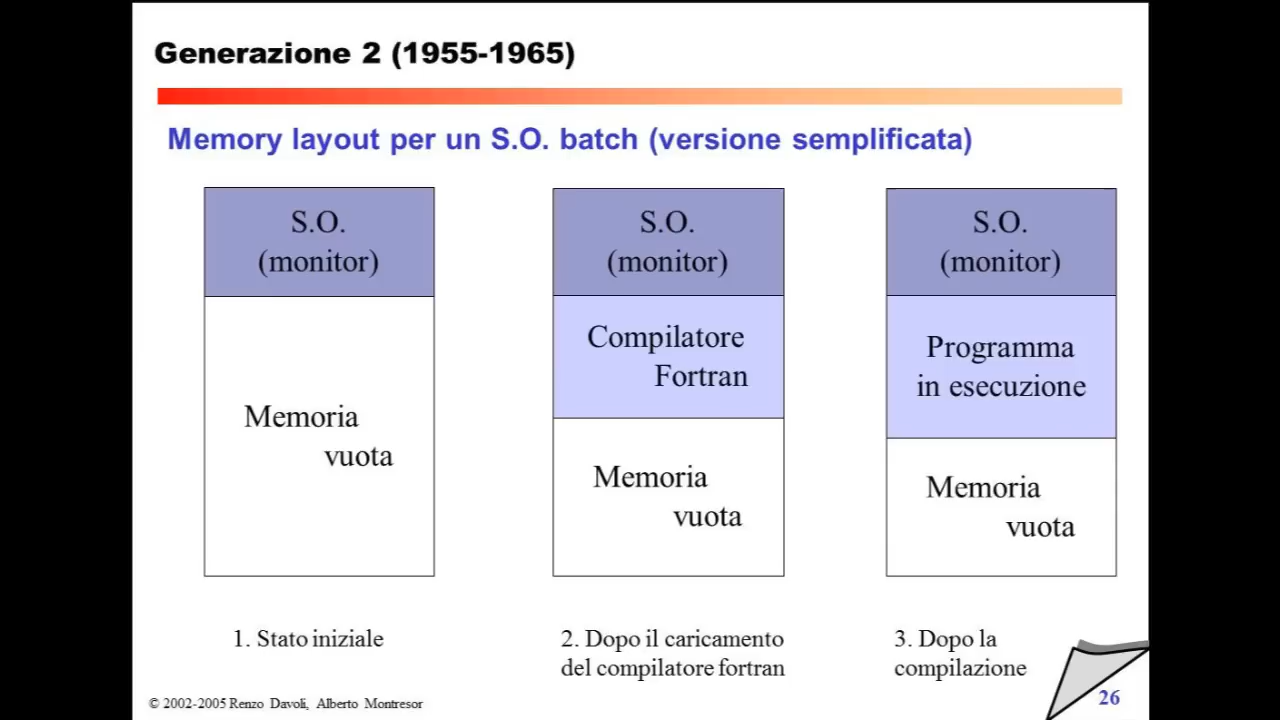 Generazione 2 (1955-1965)
Memory layout per un S.O. batch (versione semplificata)
S.O.
(monitor)
Memoria
vuota
1. Stato iniziale
S.O.
(monitor)
Compilatore
Fortran
Memoria
vuota
2. Dopo il caricamento
del compilatore fortran
S.O.
(monitor)
Programma
in esecuzione
Memoria
vuota
3. Dopo la
compilazione
© 2002-2005 Renzo Davoli, Alberto Montresor
26